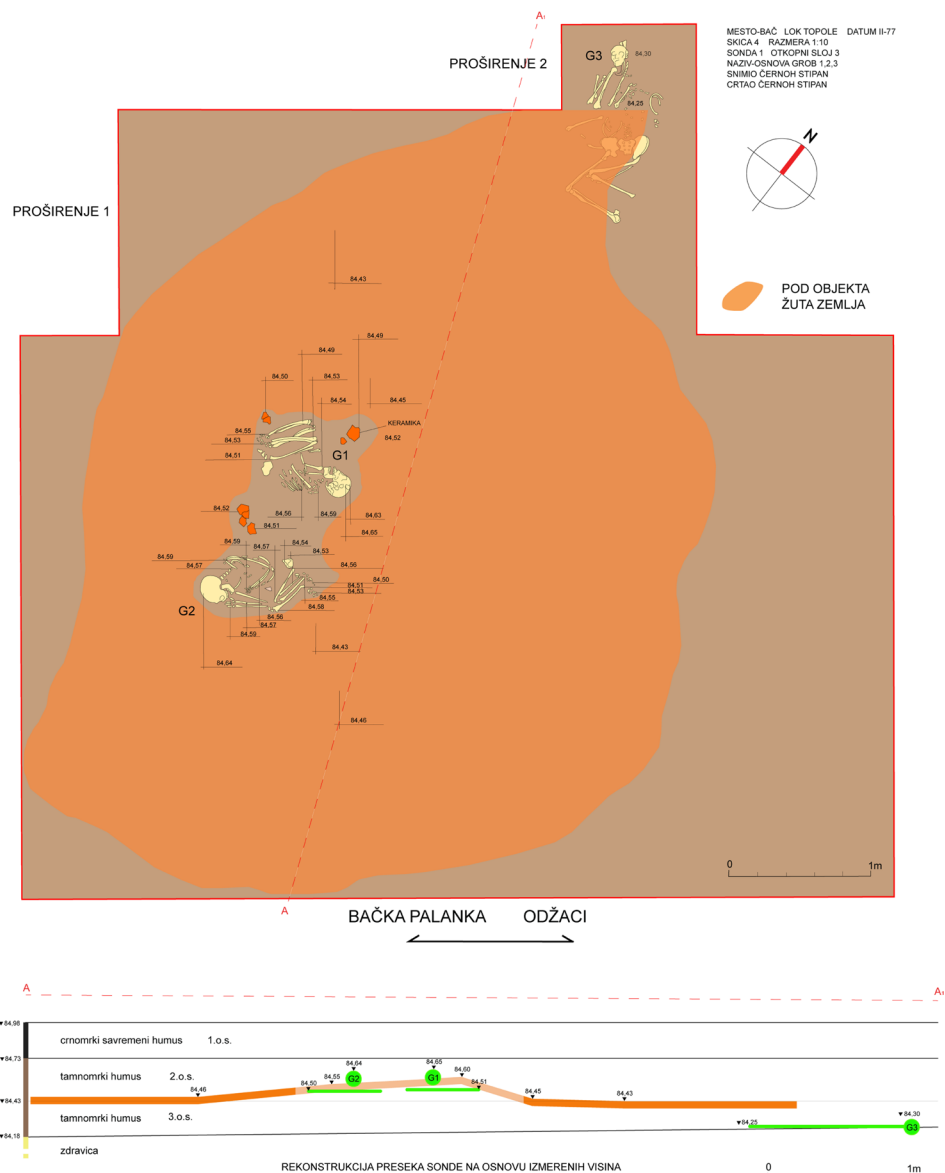 A₁
MESTO-BAČ LOK TOPOLE DATUM II-77
SKICA 4 RAZMERA 1:10
SONDA 1 OTKOPNI SLOJ 3
NAZIV-OSNOVA GROB 1,2,3
SNIMIO ČERNOH STIPAN
CRTAO ČERNOH STIPAN
PROŠIRENJE 2
G3
84,30
84,25
N
PROŠIRENJE 1
POD OBJEKTA
ŽUTA ZEMLJA
84,43
84,49
84,49
84,50
84,53
84,45
84,54
KERAMIKA
84,55
84,52
84,53
G1
84,51
84,52
84,56
84,59
84,63
84,51
84,65
84,59
84,57
84,54
84,53
84,59
84,57
84,56
84,50
84,51
84,53
84,55
G2
84,58
84,56
84,57
84,59
84,43
84,64
84,46
0
1m
A
BAČKA PALANKA ODŽACI
A
A₁
84,98
crnomrki savremeni humus 1.o.s.
84,73
tamnomrki humus 2.o.s.
84,46
84,50
84,55
84,64
G2
84,65
G1
84,60
84,51
84,45
84,43
84,43
tamnomrki humus 3.o.s.
84,25
84,30
G3
84,18
zdravica
REKONSTRUKCIJA PRESEKA SONDE NA OSNOVU IZMERENIH VISINA
0
1m